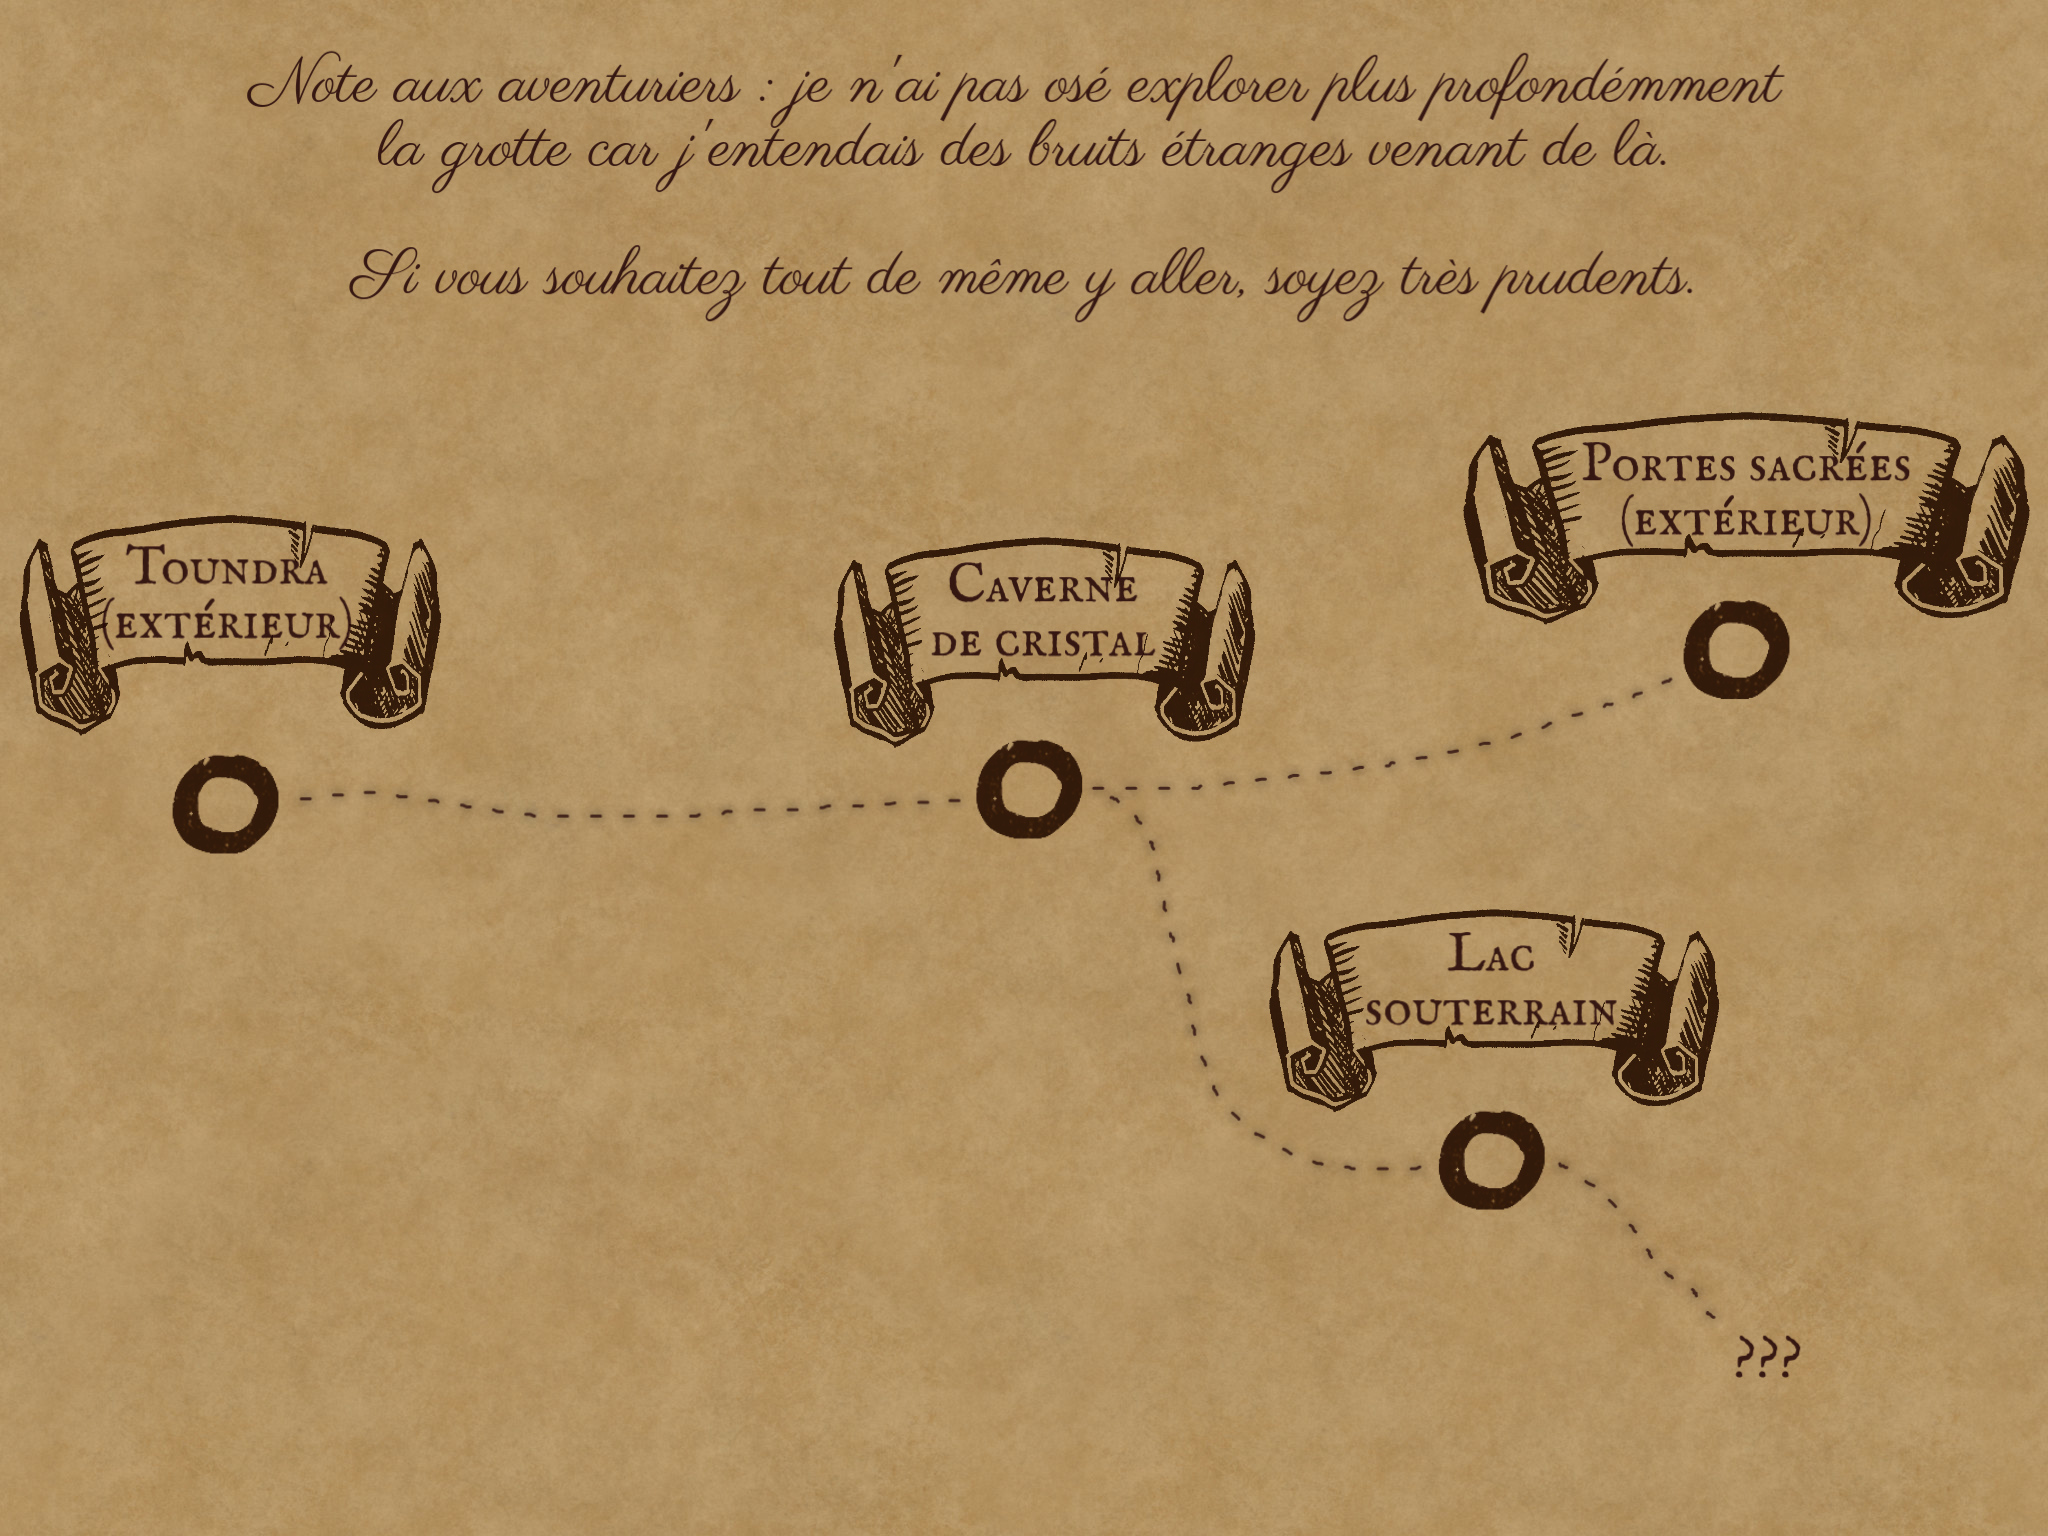 Note aux aventuriers : je n'ai pas osé explorer plus profondémment
la grotte car j'entendais des bruits étranges venant de là.
Si vous souhaitez tout de même y aller, soyez très prudents.
Portes sacrées
(extérieur)
Toundra
(extérieur)
Caverne
de cristal
Lac
souterrain
???